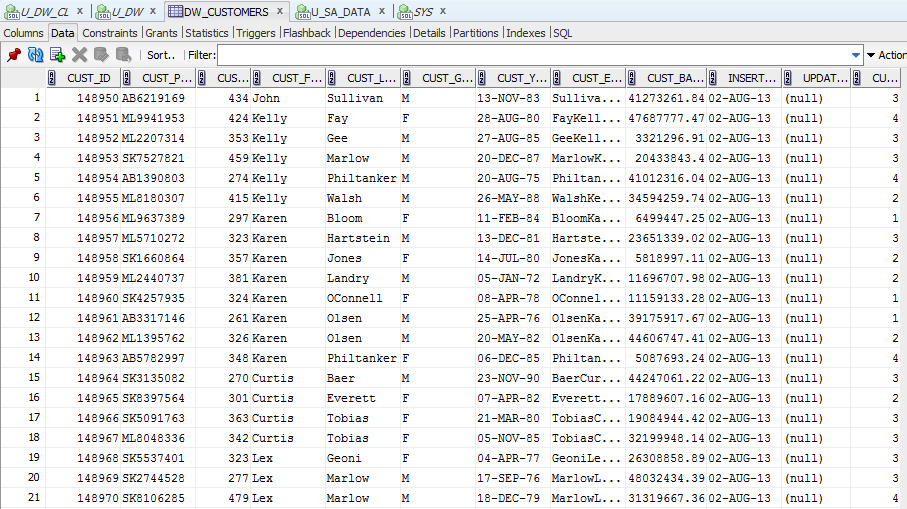 U_DW_CL x U_DW x DW_CUSTOMERS x U_SA_DATA x SYS x
Columns Data Constraints Grants Statistics Triggers Flashback Dependencies Details Partitions Indexes SQL
Sort.. Filter: Action
CUST_ID CUST_P... CUS... CUST_F... CUST_L... CUST_G... CUST_Y... CUST_E... CUST_BA... INSERT... UPDAT... CU...
1 148950 AB6219169 434 John Sullivan M 13-NOV-83 Salliva... 41273261.84 02-AUG-13 (null) 3
2 148951 ML9941953 424 Kelly Fay F 28-AUG-80 FayKell... 47687777.47 02-AUG-13 (null) 4
3 148952 ML2207314 353 Kelly Gee M 27-AUG-85 GeeKell... 3321296.91 02-AUG-13 (null) 3
4 148953 SK7527821 459 Kelly Marlow M 20-DEC-87 MarlowK... 20433843.4 02-AUG-13 (null) 3
5 148954 AB1390803 274 Kelly Philtanker M 20-AUG-75 Philtan... 41012316.04 02-AUG-13 (null) 4
6 148955 ML8180307 415 Kelly Walsh M 26-MAY-88 WalshKe... 34594259.74 02-AUG-13 (null) 2
7 148956 ML9637389 297 Karen Bloom F 11-FEB-84 BloomKa... 6499447.25 02-AUG-13 (null) 1
8 148957 ML5710272 323 Karen Hartstein M 13-DEC-81 Hartste... 23651339.02 02-AUG-13 (null) 3
9 148958 SK1660864 357 Karen Jones F 14-JUL-80 JonesKa... 5818997.11 02-AUG-13 (null) 2
10 148959 ML2440737 381 Karen Landry M 05-JAN-72 LandryK... 11696707.98 02-AUG-13 (null) 2
11 148960 SK4257935 324 Karen OConnell F 08-APR-78 OConnel... 11159133.28 02-AUG-13 (null) 1
12 148961 AB3317146 261 Karen Olsen M 25-APR-76 OlsenKa... 39175917.67 02-AUG-13 (null) 1
13 148962 ML1395762 326 Karen Olsen M 20-MAY-82 OlsenKa... 44606747.41 02-AUG-13 (null) 2
14 148963 AB5782997 348 Karen Philtanker F 06-DEC-85 Philtan... 5087693.24 02-AUG-13 (null) 4
15 148964 SK3135082 270 Curtis Baer M 23-NOV-90 BaerCur... 44247061.22 02-AUG-13 (null) 3
16 148965 SK8397564 301 Curtis Everett F 07-APR-82 Everett... 17889607.16 02-AUG-13 (null) 2
17 148966 SK5091763 363 Curtis Tobias F 21-MAR-80 TobiasC... 19084944.42 02-AUG-13 (null) 3
18 148967 ML8048336 342 Curtis Tobias F 05-NOV-85 TobiasC... 32199948.14 02-AUG-13 (null) 3
19 148968 SK5537401 323 Lex Geoni F 04-APR-77 GeoniLe... 26308858.89 02-AUG-13 (null) 3
20 148969 SK2744528 277 Lex Marlow M 17-SEP-76 MarlowL... 48032434.39 02-AUG-13 (null) 3
21 148970 SK8106285 479 Lex Marlow M 18-DEC-79 MarlowL... 31319667.36 02-AUG-13 (null) 4